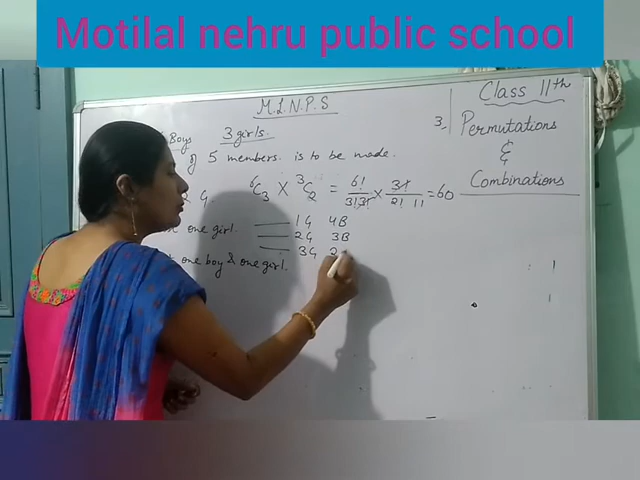 Motilal nehru public school
M.L.N.P.S
Class 11th
3. Permutations
&
Combinations
Boys 3 girls.
of 5 members is to be made.
⁶C₃ X ³C₂ = 6!/3!3! × 3!/2! 1! = 60
one girl. 1G 4B
2G 3B
one boy & one girl. 3G 2